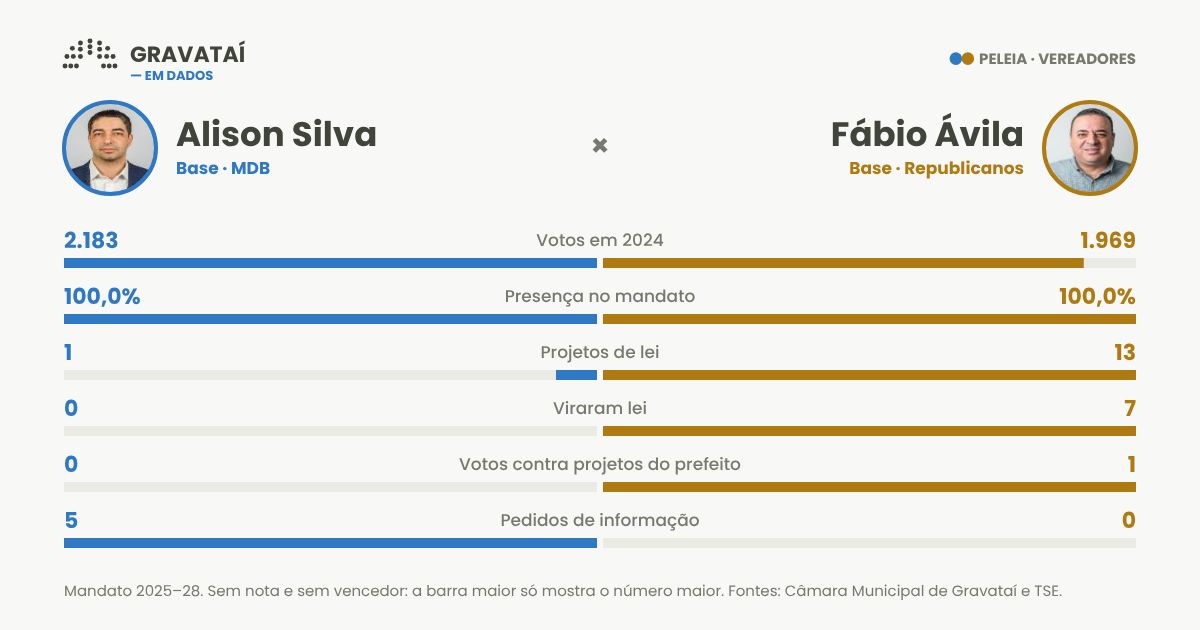 GRAVATAÍ
— EM DADOS
PELEIA · VEREADORES
Alison Silva
Base · MDB
×
Fábio Ávila
Base · Republicanos
2.183 Votos em 2024 1.969
100,0% Presença no mandato 100,0%
1 Projetos de lei 13
0 Viraram lei 7
0 Votos contra projetos do prefeito 1
5 Pedidos de informação 0
Mandato 2025–28. Sem nota e sem vencedor: a barra maior só mostra o número maior. Fontes: Câmara Municipal de Gravataí e TSE.